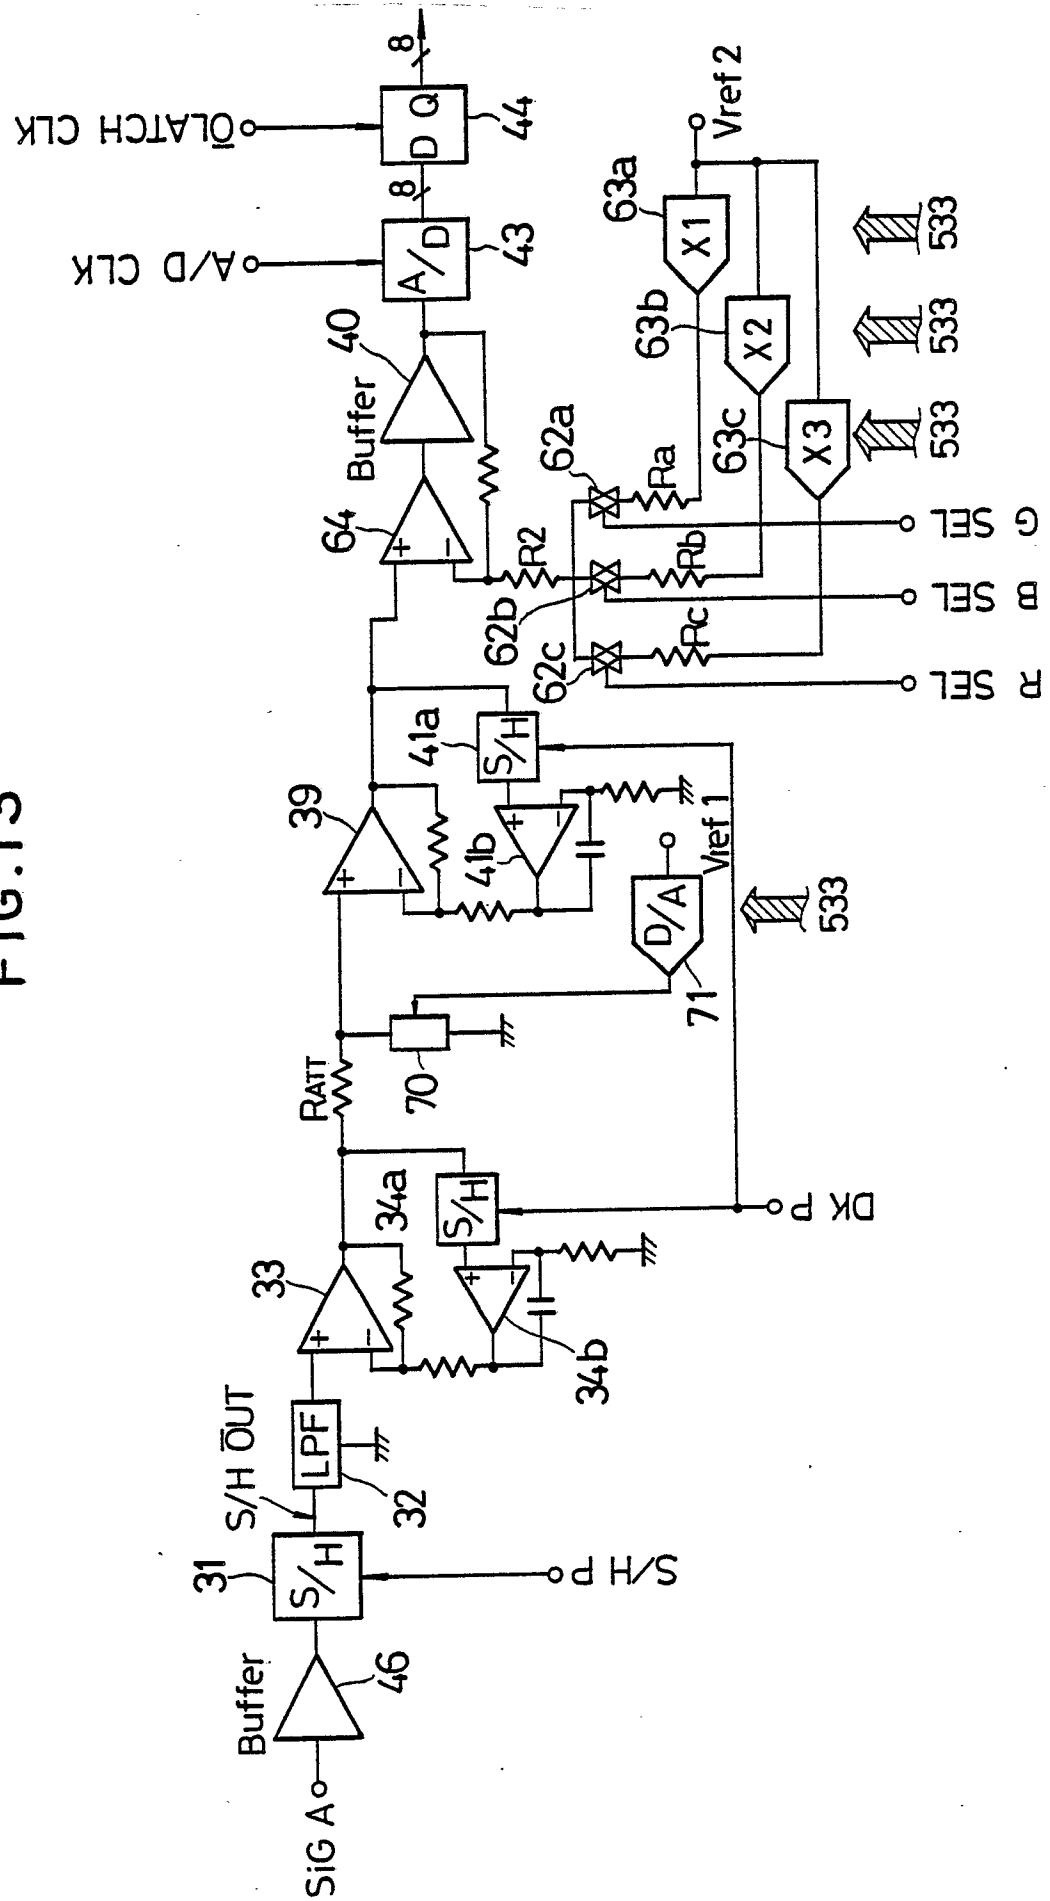 FIG.13
SiG A
Buffer
46
31
S/H
S/H P
S/H OUT
LPF
32
33
+
−
34a
S/H
+
−
34b
DK P
RATT
70
D/A
71
Vref 1
533
39
+
−
41a
S/H
41b
+
−
64
+
−
Buffer
40
A/D
43
A/D CLK
8
D Q
44
OLATCH CLK
8
R2
62a
62b
62c
Ra
Rb
Rc
R SEL
B SEL
G SEL
63a
X1
63b
X2
63c
X3
Vref 2
533
533
533